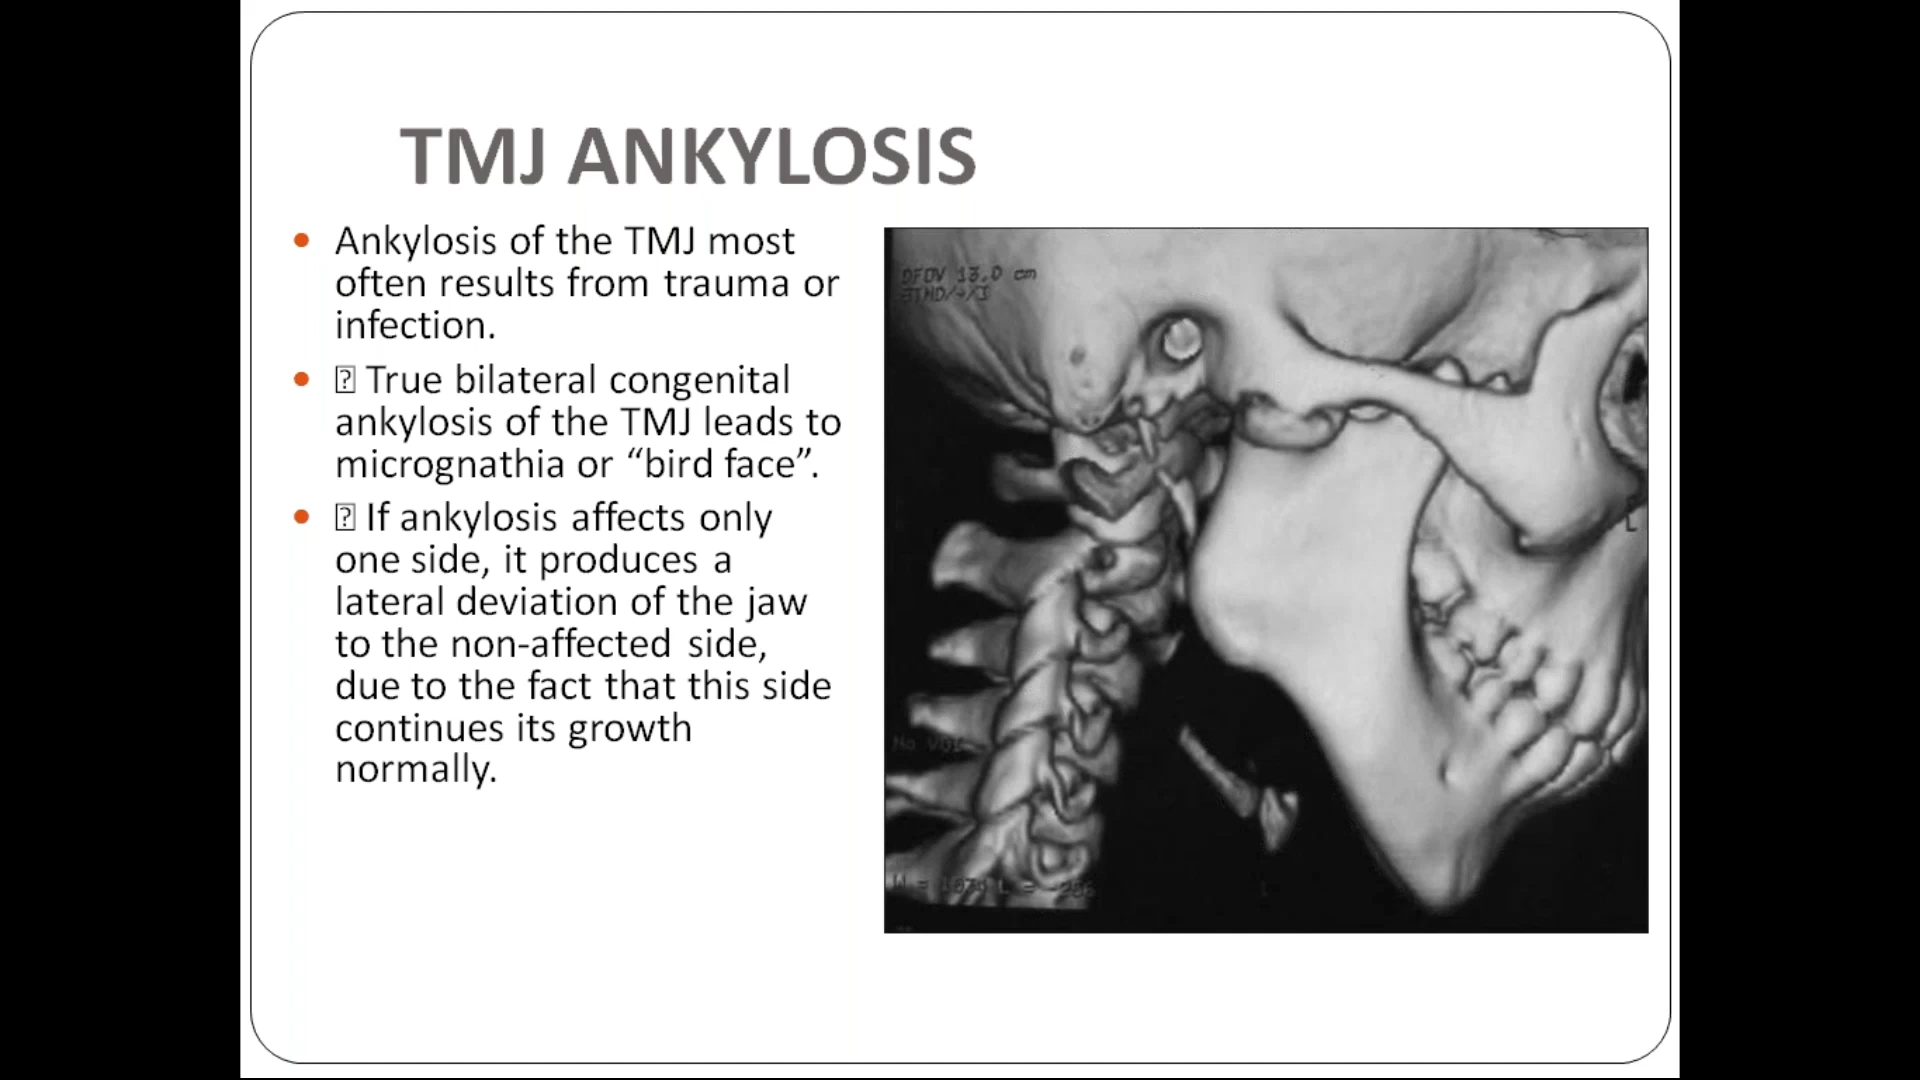 TMJ ANKYLOSIS
Ankylosis of the TMJ most
often results from trauma or
infection.
True bilateral congenital
ankylosis of the TMJ leads to
micrognathia or “bird face”.
If ankylosis affects only
one side, it produces a
lateral deviation of the jaw
to the non-affected side,
due to the fact that this side
continues its growth
normally.
DFOV 13.0 cm